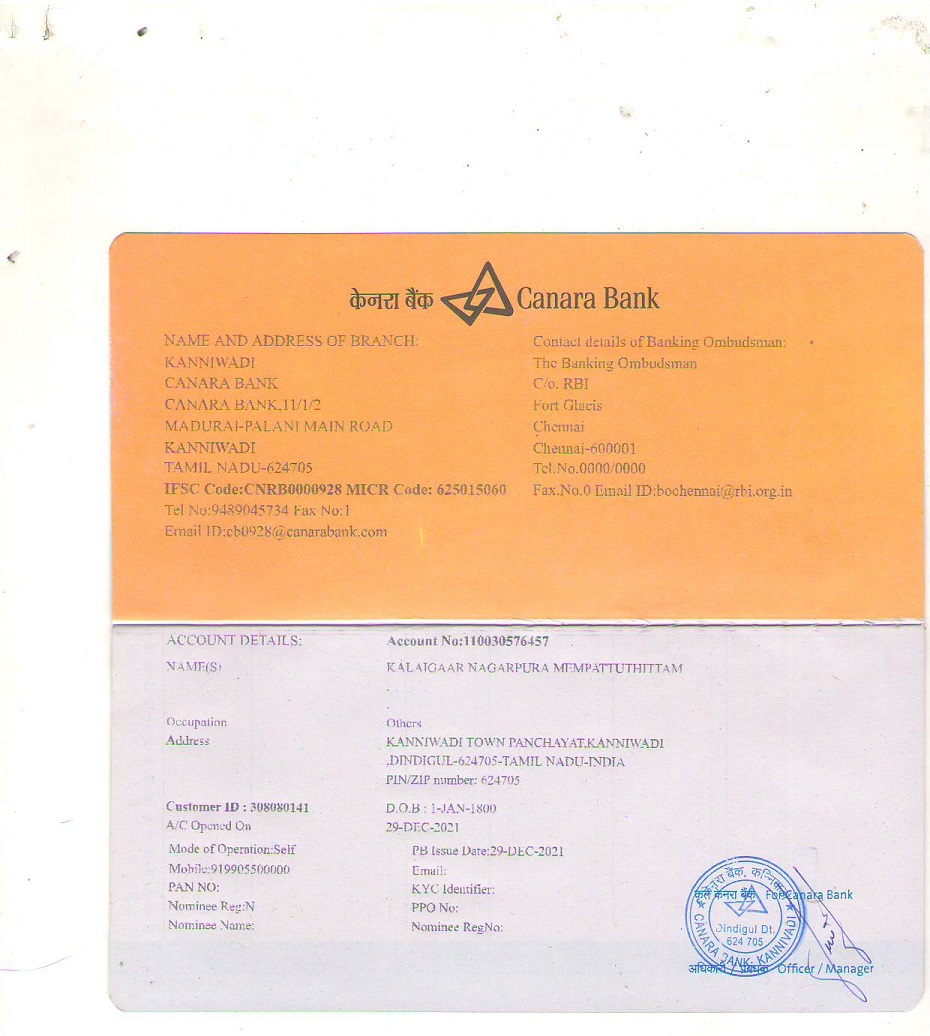 केनरा बैंक Canara Bank
NAME AND ADDRESS OF BRANCH:
KANNIWADI
CANARA BANK
CANARA BANK,11/1/2
MADURAI-PALANI MAIN ROAD
KANNIWADI
TAMIL NADU-624705
IFSC Code:CNRB0000928 MICR Code: 625015060
Tel No:9489045734 Fax No:1
Email ID:cb0928@canarabank.com
Contact details of Banking Ombudsman:
The Banking Ombudsman
C/o. RBI
Fort Glacis
Chennai
Chennai-600001
Tel.No.0000/0000
Fax.No.0 Email ID:bochennai@rbi.org.in
ACCOUNT DETAILS: Account No:110030576457
NAME(S) KALAIGAAR NAGARPURA MEMPATTUTHITTAM
Occupation Others
Address KANNIWADI TOWN PANCHAYAT,KANNIWADI
,DINDIGUL-624705-TAMIL NADU-INDIA
PIN/ZIP number: 624705
Customer ID : 308080141 D.O.B : 1-JAN-1800
A/C Opened On 29-DEC-2021
Mode of Operation:Self PB Issue Date:29-DEC-2021
Mobile:919905500000 Email:
PAN NO: KYC Identifier:
Nominee Reg:N PPO No:
Nominee Name: Nominee RegNo:
कृते केनरा बैंक For Canara Bank
केनरा बैंक,
Dindigul Dt.
624 705
CANARA BANK- KANNIVADI
अधिकारी / प्रबंधक Officer / Manager